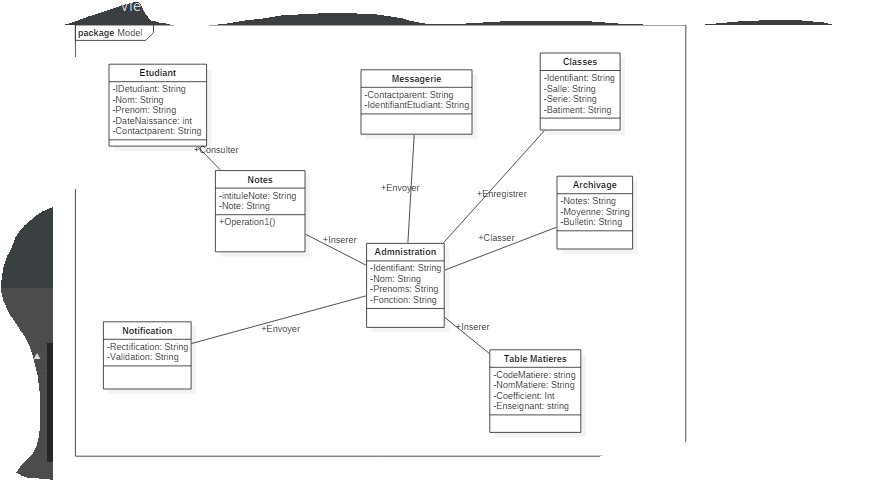 Vie
package Model
Etudiant
-IDetudiant: String
-Nom: String
-Prenom: String
-DateNaissance: int
-Contactparent: String
+Consulter
Messagerie
-Contactparent: String
-IdentifiantEtudiant: String
+Envoyer
Classes
-Identifiant: String
-Salle: String
-Serie: String
-Batiment: String
+Enregistrer
Notes
-intituleNote: String
-Note: String
+Operation1()
+Inserer
Archivage
-Notes: String
-Moyenne: String
-Bulletin: String
+Classer
Admnistration
-Identifiant: String
-Nom: String
-Prenoms: String
-Fonction: String
Notification
-Rectification: String
-Validation: String
+Envoyer
+Inserer
Table Matieres
-CodeMatiere: string
-NomMatiere: String
-Coefficient: Int
-Enseignant: string